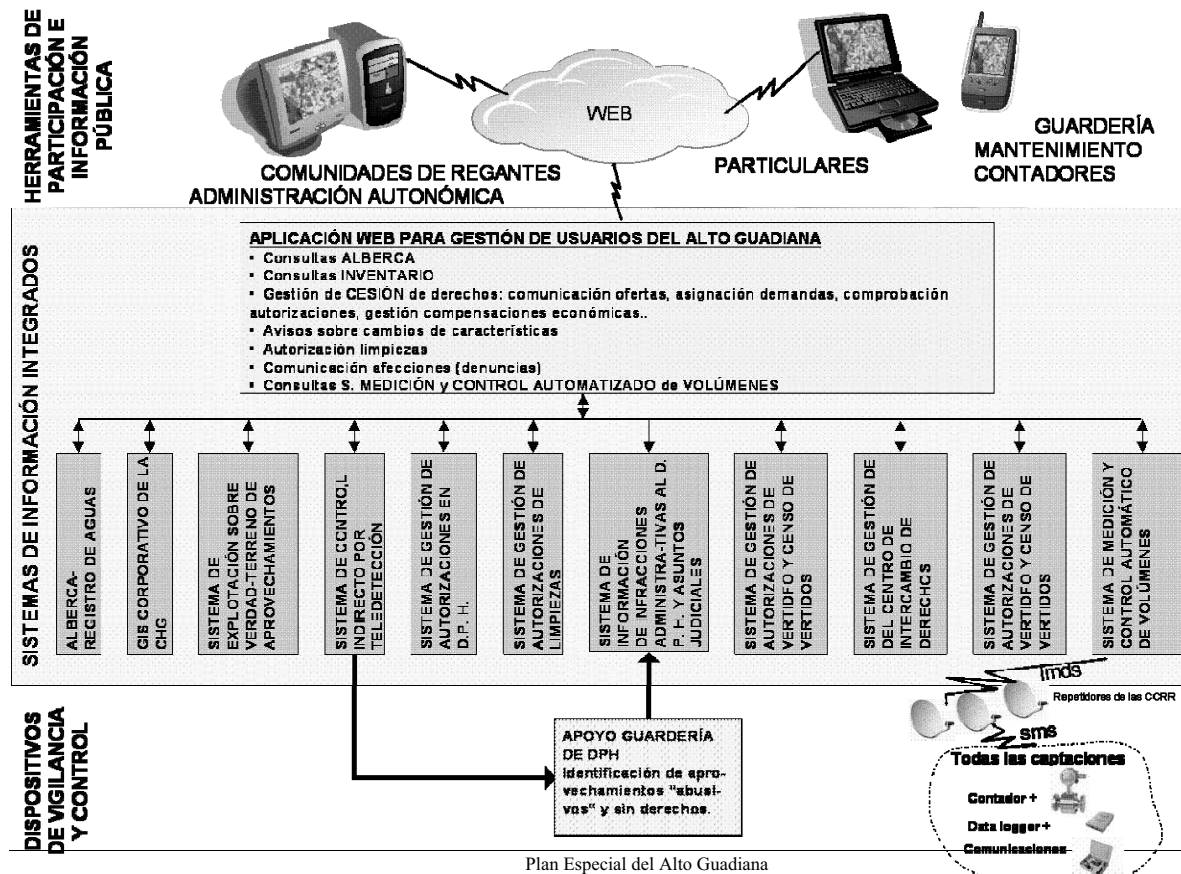 HERRAMIENTAS DE
PARTICIPACIÓN E
INFORMACIÓN
PÚBLICA
WEB
COMUNIDADES DE REGANTES
ADMINISTRACIÓN AUTONÓMICA
PARTICULARES
GUARDERÍA
MANTENIMIENTO
CONTADORES
SISTEMAS DE INFORMACIÓN INTEGRADOS
APLICACIÓN WEB PARA GESTIÓN DE USUARIOS DEL ALTO GUADIANA
▪ Consultas ALBERCA
▪ Consultas INVENTARIO
▪ Gestión de CESIÓN de derechos: comunicación ofertas, asignación demandas, comprobación
autorizaciones, gestión compensaciones económicas..
▪ Avisos sobre cambios de características
▪ Autorización limpiezas
▪ Comunicación afecciones (denuncias)
▪ Consultas S. MEDICIÓN y CONTROL AUTOMATIZADO de VOLÚMENES
ALBERCA-
REGISTRO DE AGUAS
GIS CORPORATIVO DE LA
CHG
SISTEMA DE
EXPLOTACIÓN SOBRE
VERDAD-TERRENO DE
APROVECHAMIENTOS
SISTEMA DE CCNTRO,L
INDIRECTO POR
TELEDETECCIÓN
SISTEMA DE GESTIÓN DE
AUTORIZACIONES EN
D.P. H.
SISTEMA DE GESTIÓN DE
AUTORIZACIONES DE
LIMPIEZAS
SISTEMA DE
INFORMACIÓN
DE INFRACCIONES
ADMINISTRA-TIVAS AL D.
P. H. Y ASUNTOS
JUDICIALES
SISTEMA DE GESTIÓN DE
AUTORIZACIONES DE
VERTIDFO Y CENSO DE
VERTIDOS
SISTEMA DE GESTIÓN DE
DEL CENTRO DE
INTERCAMBIO DE
DERECHCS
SISTEMA DE GESTIÓN DE
AUTORIZACIONES DE
VERTIDFO Y CENSO DE
VERTIDOS
SISTEMA DE MEDICIÓN Y
CONTROL AUTOMÁTICO
DE VOLÚMENES
DISPOSITIVOS
DE VIGILANCIA
Y CONTROL
APOYO GUARDERÍA
DE DPH
Identificación de apro-
vechamientos "abusi-
vos" y sin derechos.
lmds
Repetidores de las CCRR
sms
Todas las captaciones
Contador +
Data logger +
Comunicaciones
Plan Especial del Alto Guadiana